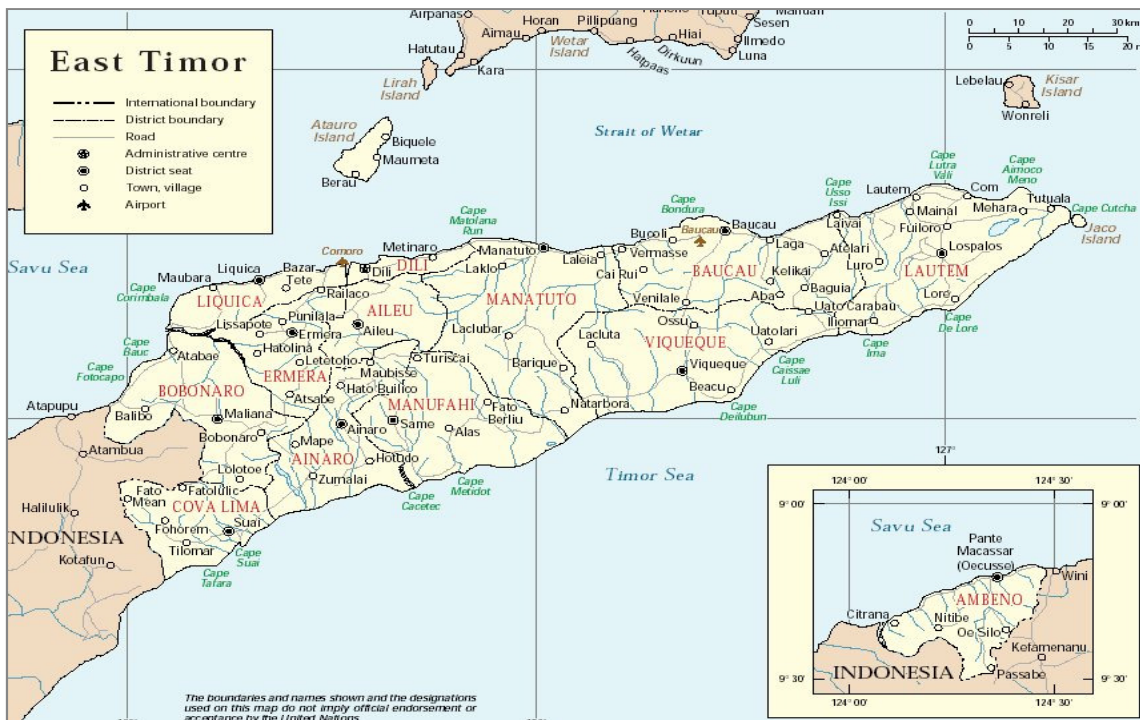 East Timor
International boundary
District boundary
Road
Administrative centre
District seat
Town, village
Airport
Airpanas
Horan
Pillipuang
Aimau
Hatutau
Kara
Wetar
Island
Hiai
Hatpaas
Dirkuun
Sesen
Ilmedo
Luna
Lirah
Island
Atauro
Island
Biquele
Maumeta
Berau
Strait of Wetar
0 10 20 30 km
0 5 10 20
Lebelau
Kisar
Island
Wonreli
Savu Sea
Cape
Corimbala
Cape
Bauc
Cape
Fotocapo
Cape
Matolana
Run
Cape
Bondura
Cape
Usso
Issi
Cape
Lutra
Vali
Cape
Aimoco
Meno
Cape Cutcha
Jaco
Island
Lautem
Com
Tutuala
Mehara
Mainal
Fuiloro
Lospalos
LAUTEM
Lore
Cape
De Lore
Laivai
Atelari
Luro
Iliomar
Cape
Ima
Bucoli
Baucau
Baucau
Vermasse
Laleia
Cai Rui
BAUCAU
Laga
Kelikai
Baguia
Aba
Venilale
Uato Carabau
Ossu
Uatolari
VIQUEQUE
Lacluta
Viqueque
Beacu
Cape
Caissae
Luli
Cape
Deilubun
Metinaro
Manatuto
Laklo
MANATUTO
Laclubar
Barique
Natarbora
Comoro
Dili
DILI
Liquica
Bazar
Tete
Maubara
LIQUICA
Railaco
AILEU
Aileu
Lissapote
Punilala
Ermera
Hatolina
Letetoho
ERMERA
Atsabe
Maubisse
Turiscai
Hato Builico
MANUFAHI
Fato
Berliu
Same
Alas
Ainaro
AINARO
Mape
Hotudo
Zumalai
Cape
Cacetec
Cape
Metidot
Atabae
BOBONARO
Balibo
Maliana
Bobonaro
Lolotoe
Fatolulic
Fato
Mean
COVA LIMA
Fohorem
Suai
Tilomar
Cape
Suai
Cape
Tafara
Atapupu
Atambua
Halilulik
INDONESIA
Kotafun
Timor Sea
127°
124° 00'
124° 30'
9° 00'
9° 00'
Savu Sea
Pante
Macassar
(Oecusse)
Wini
AMBENO
Citrana
Nitibe
Oe Silo
Kefamenanu
Passabe
INDONESIA
9° 30'
9° 30'
124° 00'
124° 30'
The boundaries and names shown and the designations
used on this map do not imply official endorsement or
acceptance by the United Nations.